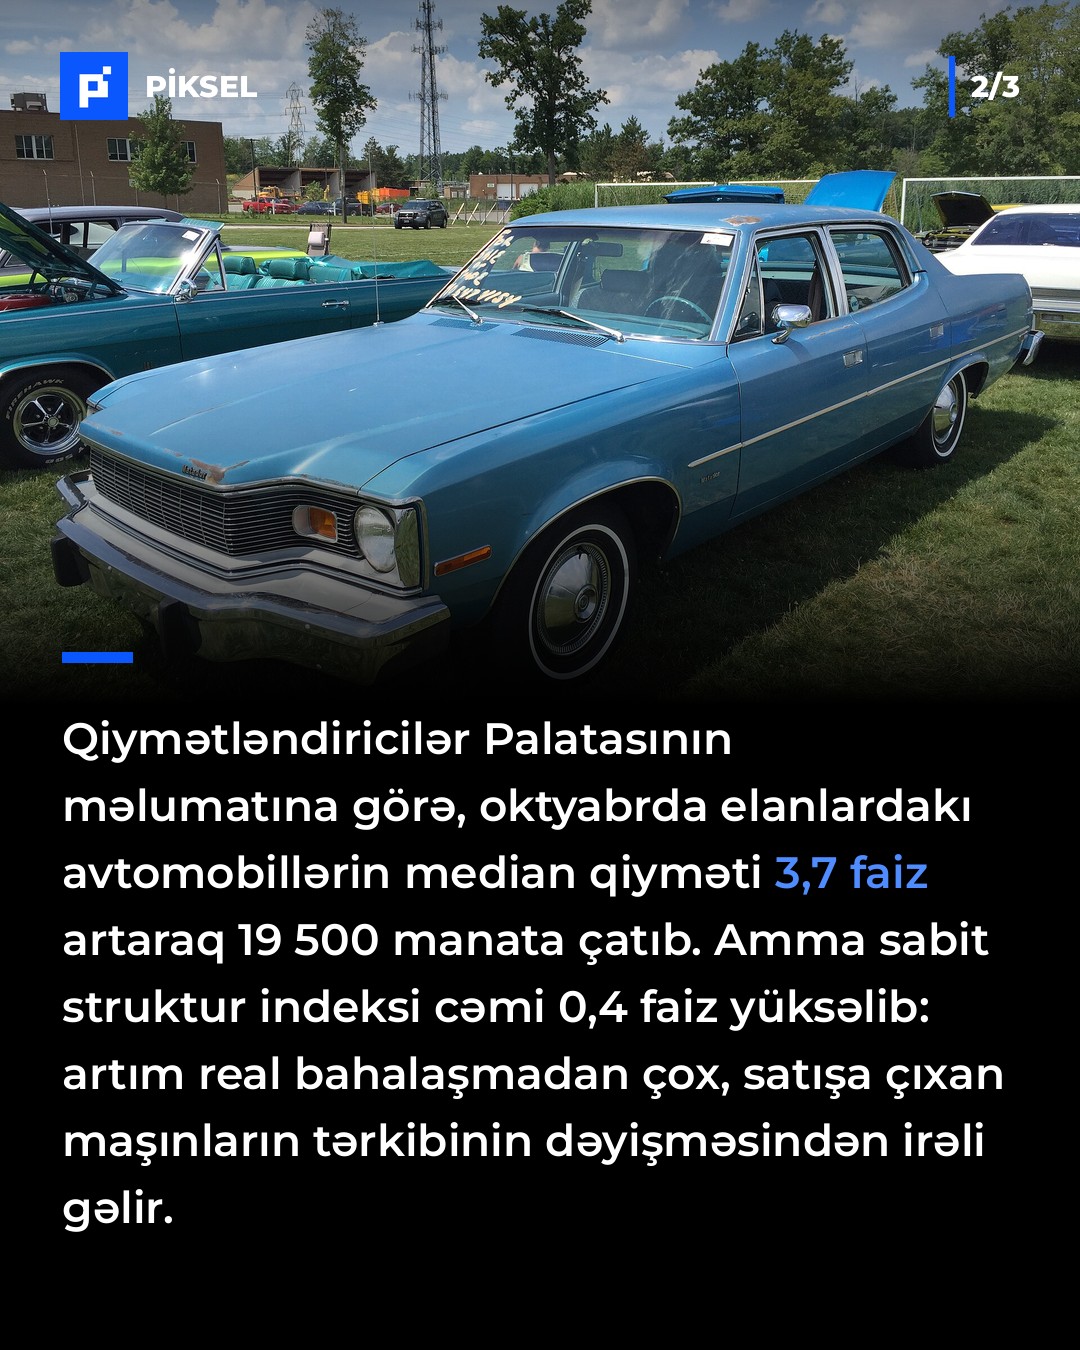 PİKSEL
2/3
Qiymətləndiricilər Palatasının
məlumatına görə, oktyabrda elanlardakı
avtomobillərin median qiyməti 3,7 faiz
artaraq 19 500 manata çatıb. Amma sabit
struktur indeksi cəmi 0,4 faiz yüksəlib:
artım real bahalaşmadan çox, satışa çıxan
maşınların tərkibinin dəyişməsindən irəli
gəlir.